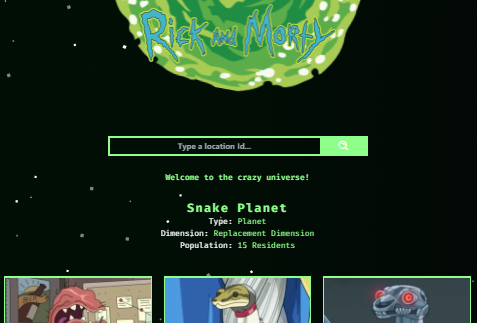 Rick and Morty
Type a location Id...
Welcome to the crazy universe!
Snake Planet
Type: Planet
Dimension: Replacement Dimension
Population: 15 Residents